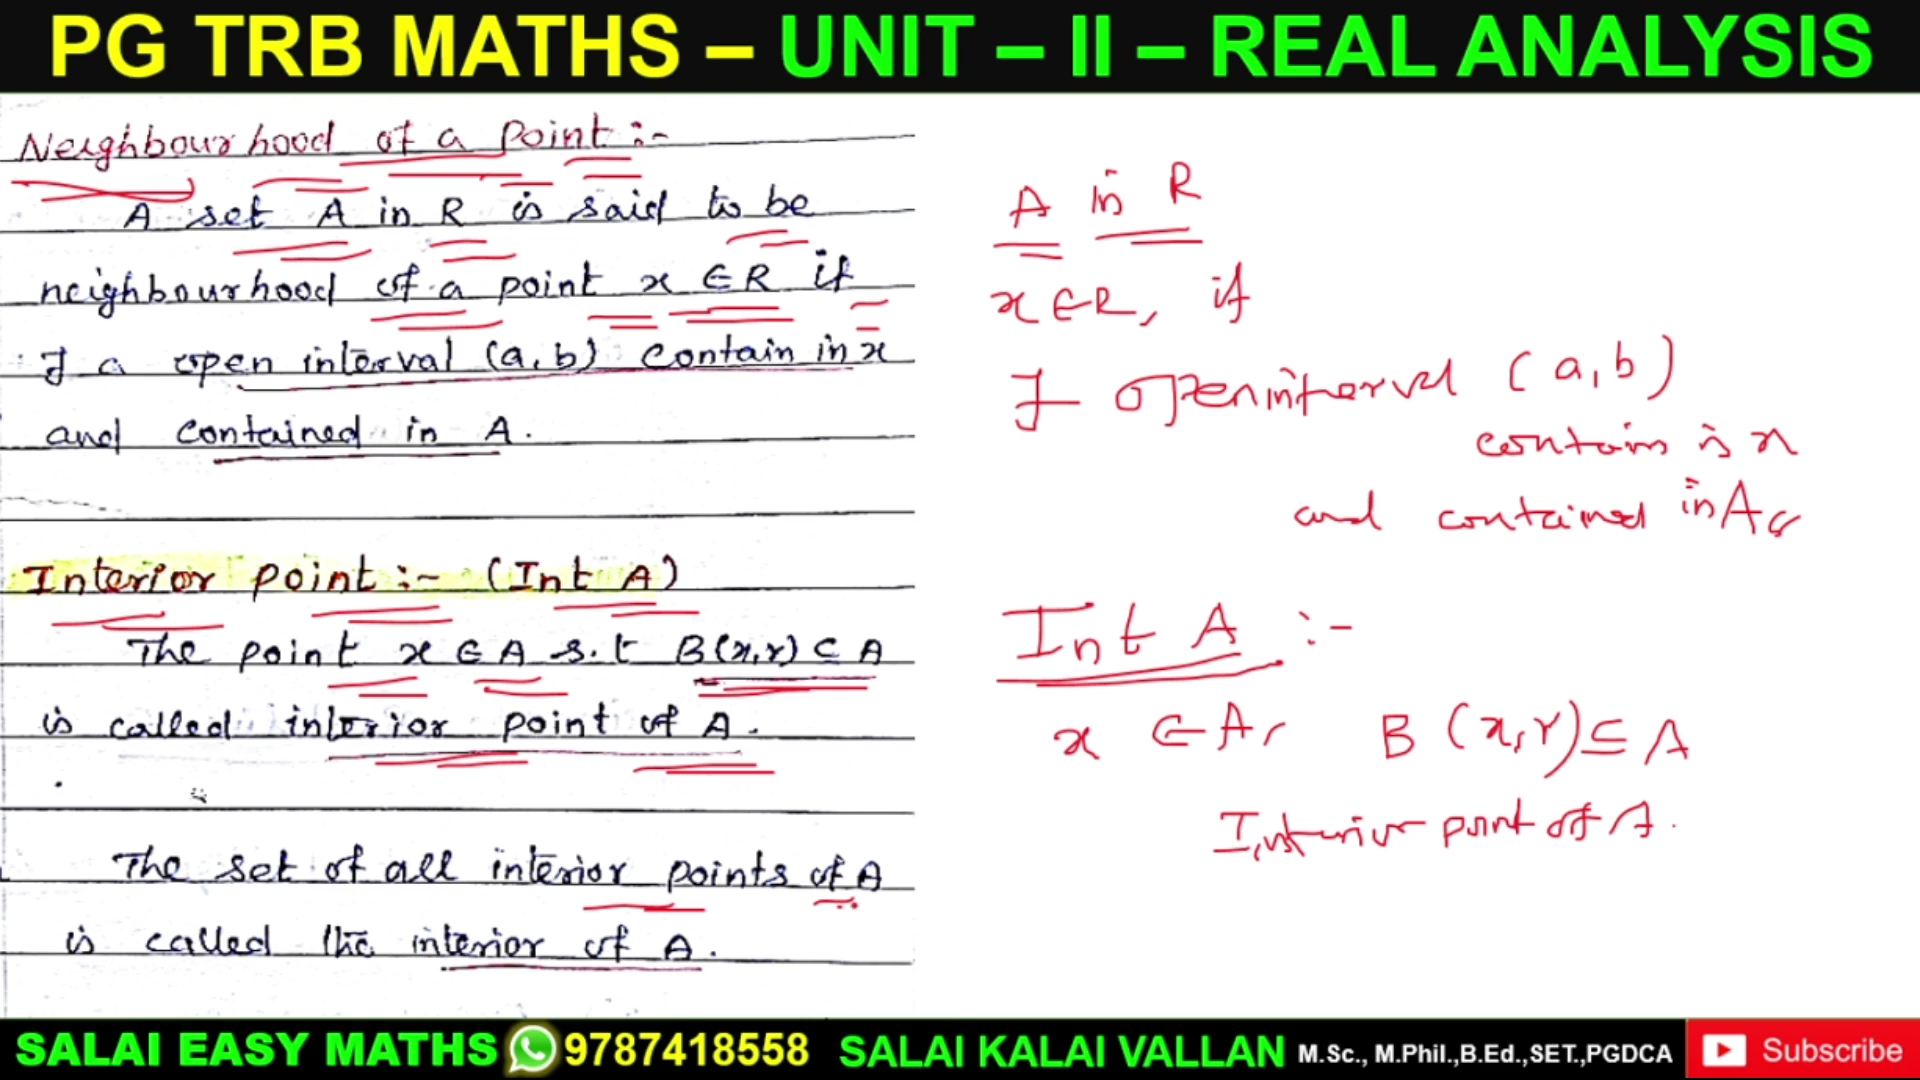 PG TRB MATHS – UNIT – II – REAL ANALYSIS
Neighbourhood of a point :-
A set A in R is said to be
neighbourhood of a point x ∈ R if
∃ a open interval (a, b) contain in x
and contained in A.
Interior point :- (Int A)
The point x ∈ A s.t B(x,r) ⊆ A
is called interior point of A.
The set of all interior points of A
is called the interior of A.
A in R
x ∈ R, if
∃ open interval (a, b)
contain is x
and contained in A
Int A :-
x ∈ A, B (x, r) ⊆ A
Interior point of A.
SALAI EASY MATHS 9787418558 SALAI KALAI VALLAN M.Sc., M.Phil.,B.Ed.,SET.,PGDCA Subscribe